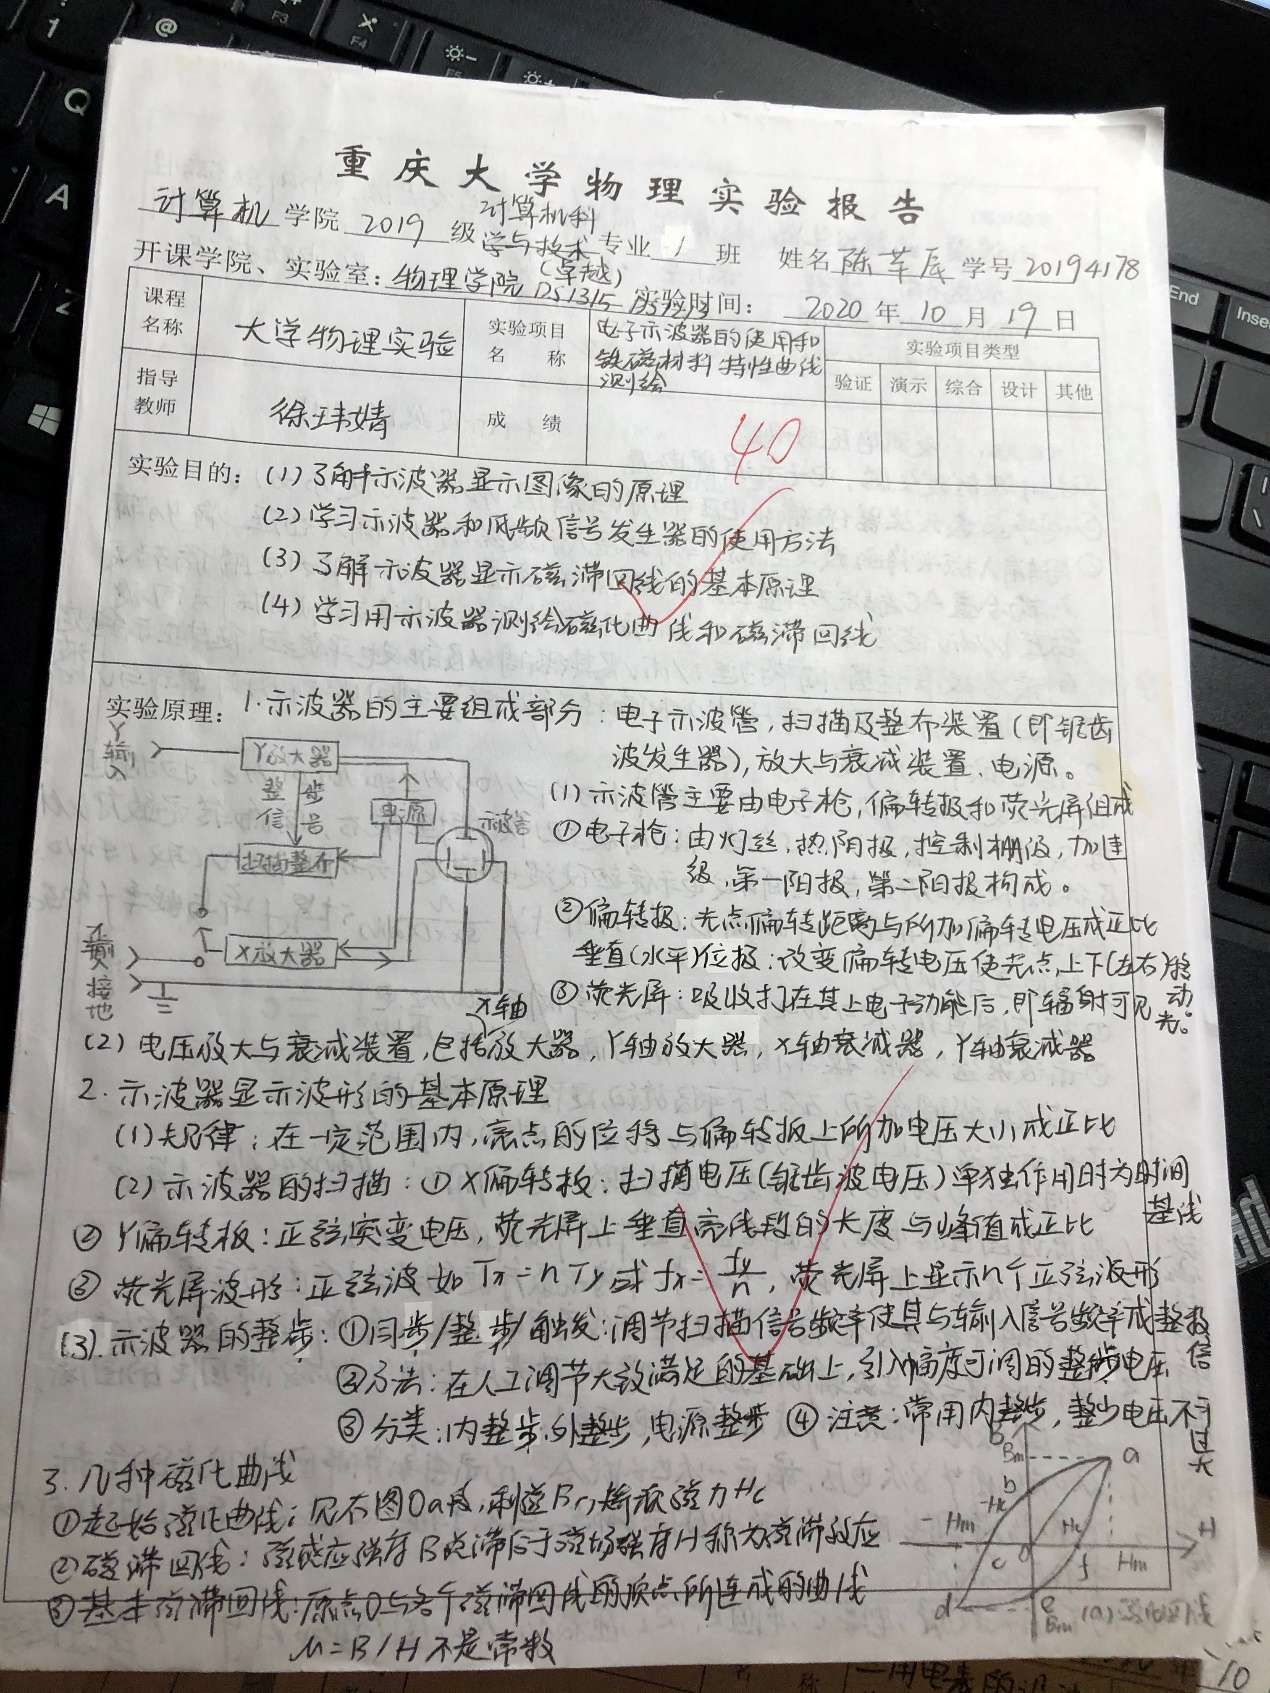 重庆大学物理实验报告
计算机学院 2019 级 计算机科学与技术(卓越)专业 1 班 姓名 陈苹辰 学号 20194178
开课学院、实验室：物理学院 DS1315 实验时间：2020 年 10 月 19 日
课程名称 大学物理实验 实验项目名称 电子示波器的使用和铁磁材料特性曲线测绘 实验项目类型
验证 演示 综合 设计 其他
指导教师 徐玮婧 成绩 40
实验目的：(1)了解示波器显示图像的原理
(2)学习示波器和低频信号发生器的使用方法
(3)了解示波器显示磁滞回线的基本原理
(4)学习用示波器测绘磁化曲线和磁滞回线
实验原理：1.示波器的主要组成部分：电子示波管，扫描及整布装置(即锯齿
波发生器)，放大与衰减装置、电源。
Y输入
Y放大器
整步信号
电源
示波管
扫描整布
X输入
X放大器
接地
(1)示波管主要由电子枪，偏转极和荧光屏组成
①电子枪：由灯丝，热阴极，控制栅极，加速
级，第一阳极，第二阳极构成。
②偏转极：光点偏转距离与所加偏转电压成正比
垂直(水平)位极：改变偏转电压使光点上下(左右)移动
③荧光屏：吸收打在其上电子动能后，即辐射可见光。
(2)电压放大与衰减装置，包括X轴放大器，Y轴放大器，X轴衰减器，Y轴衰减器
2.示波器显示波形的基本原理
(1)规律：在一定范围内，亮点的位移与偏转板上所加电压大小成正比
(2)示波器的扫描：①X偏转板：扫描电压(锯齿波电压)单独作用时为时间基线
②Y偏转板：正弦突变电压，荧光屏上垂直亮线段的长度与峰值成正比
③荧光屏波形：正弦波如Tx=nTy或fx=fy/n，荧光屏上显示n个正弦波形
(3).示波器的整步：①同步/整步/触发：调节扫描信号频率使其与输入信号频率成整数倍
②方法：在人工调节大致满足的基础上，引入幅度可调的整步电压
③分类：内整步，外整步，电源整步 ④注意：常用内整步，整步电压不可过大
3.几种磁化曲线
①起始磁化曲线：见右图Oa段，剩磁Br，矫顽磁力Hc
②磁滞回线：磁感应强度B总滞后于磁场强度H称为磁滞效应
③基本磁滞回线：原点O与各个磁滞回线的顶点所连成的曲线
μ=B/H不是常数
B
Bm
a
b
-Hc
-Hm
c
O
Hc
f
Hm
H
d
e